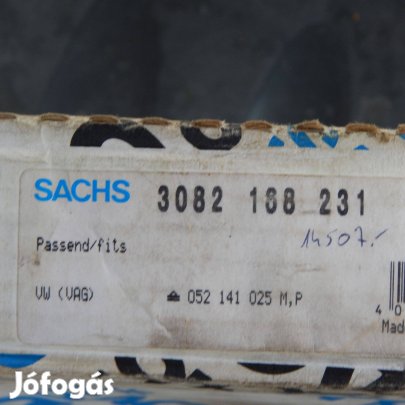 SACHS 3082 168 231
14507.-
Passend/fits
VW (VAG) 052 141 025 M,P
4 0
Mad
Jófogás